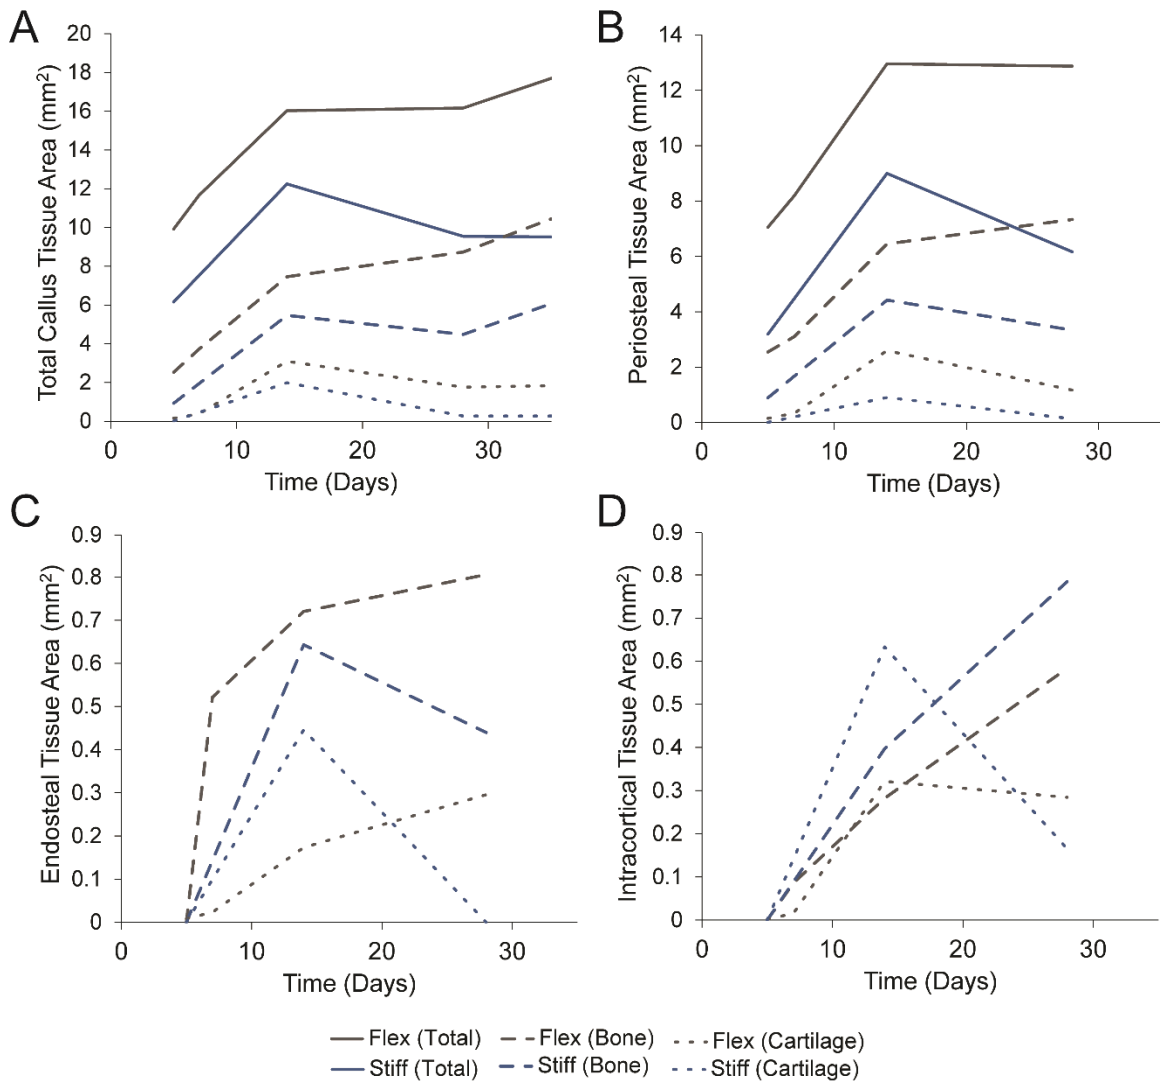 A
Total Callus Tissue Area (mm²)
20
18
16
14
12
10
8
6
4
2
0
0 10 20 30
Time (Days)
B
Periosteal Tissue Area (mm²)
14
12
10
8
6
4
2
0
0 10 20 30
Time (Days)
C
Endosteal Tissue Area (mm²)
0.9
0.8
0.7
0.6
0.5
0.4
0.3
0.2
0.1
0
0 10 20 30
Time (Days)
D
Intracortical Tissue Area (mm²)
0.9
0.8
0.7
0.6
0.5
0.4
0.3
0.2
0.1
0
0 10 20 30
Time (Days)
Flex (Total) Flex (Bone) Flex (Cartilage)
Stiff (Total) Stiff (Bone) Stiff (Cartilage)